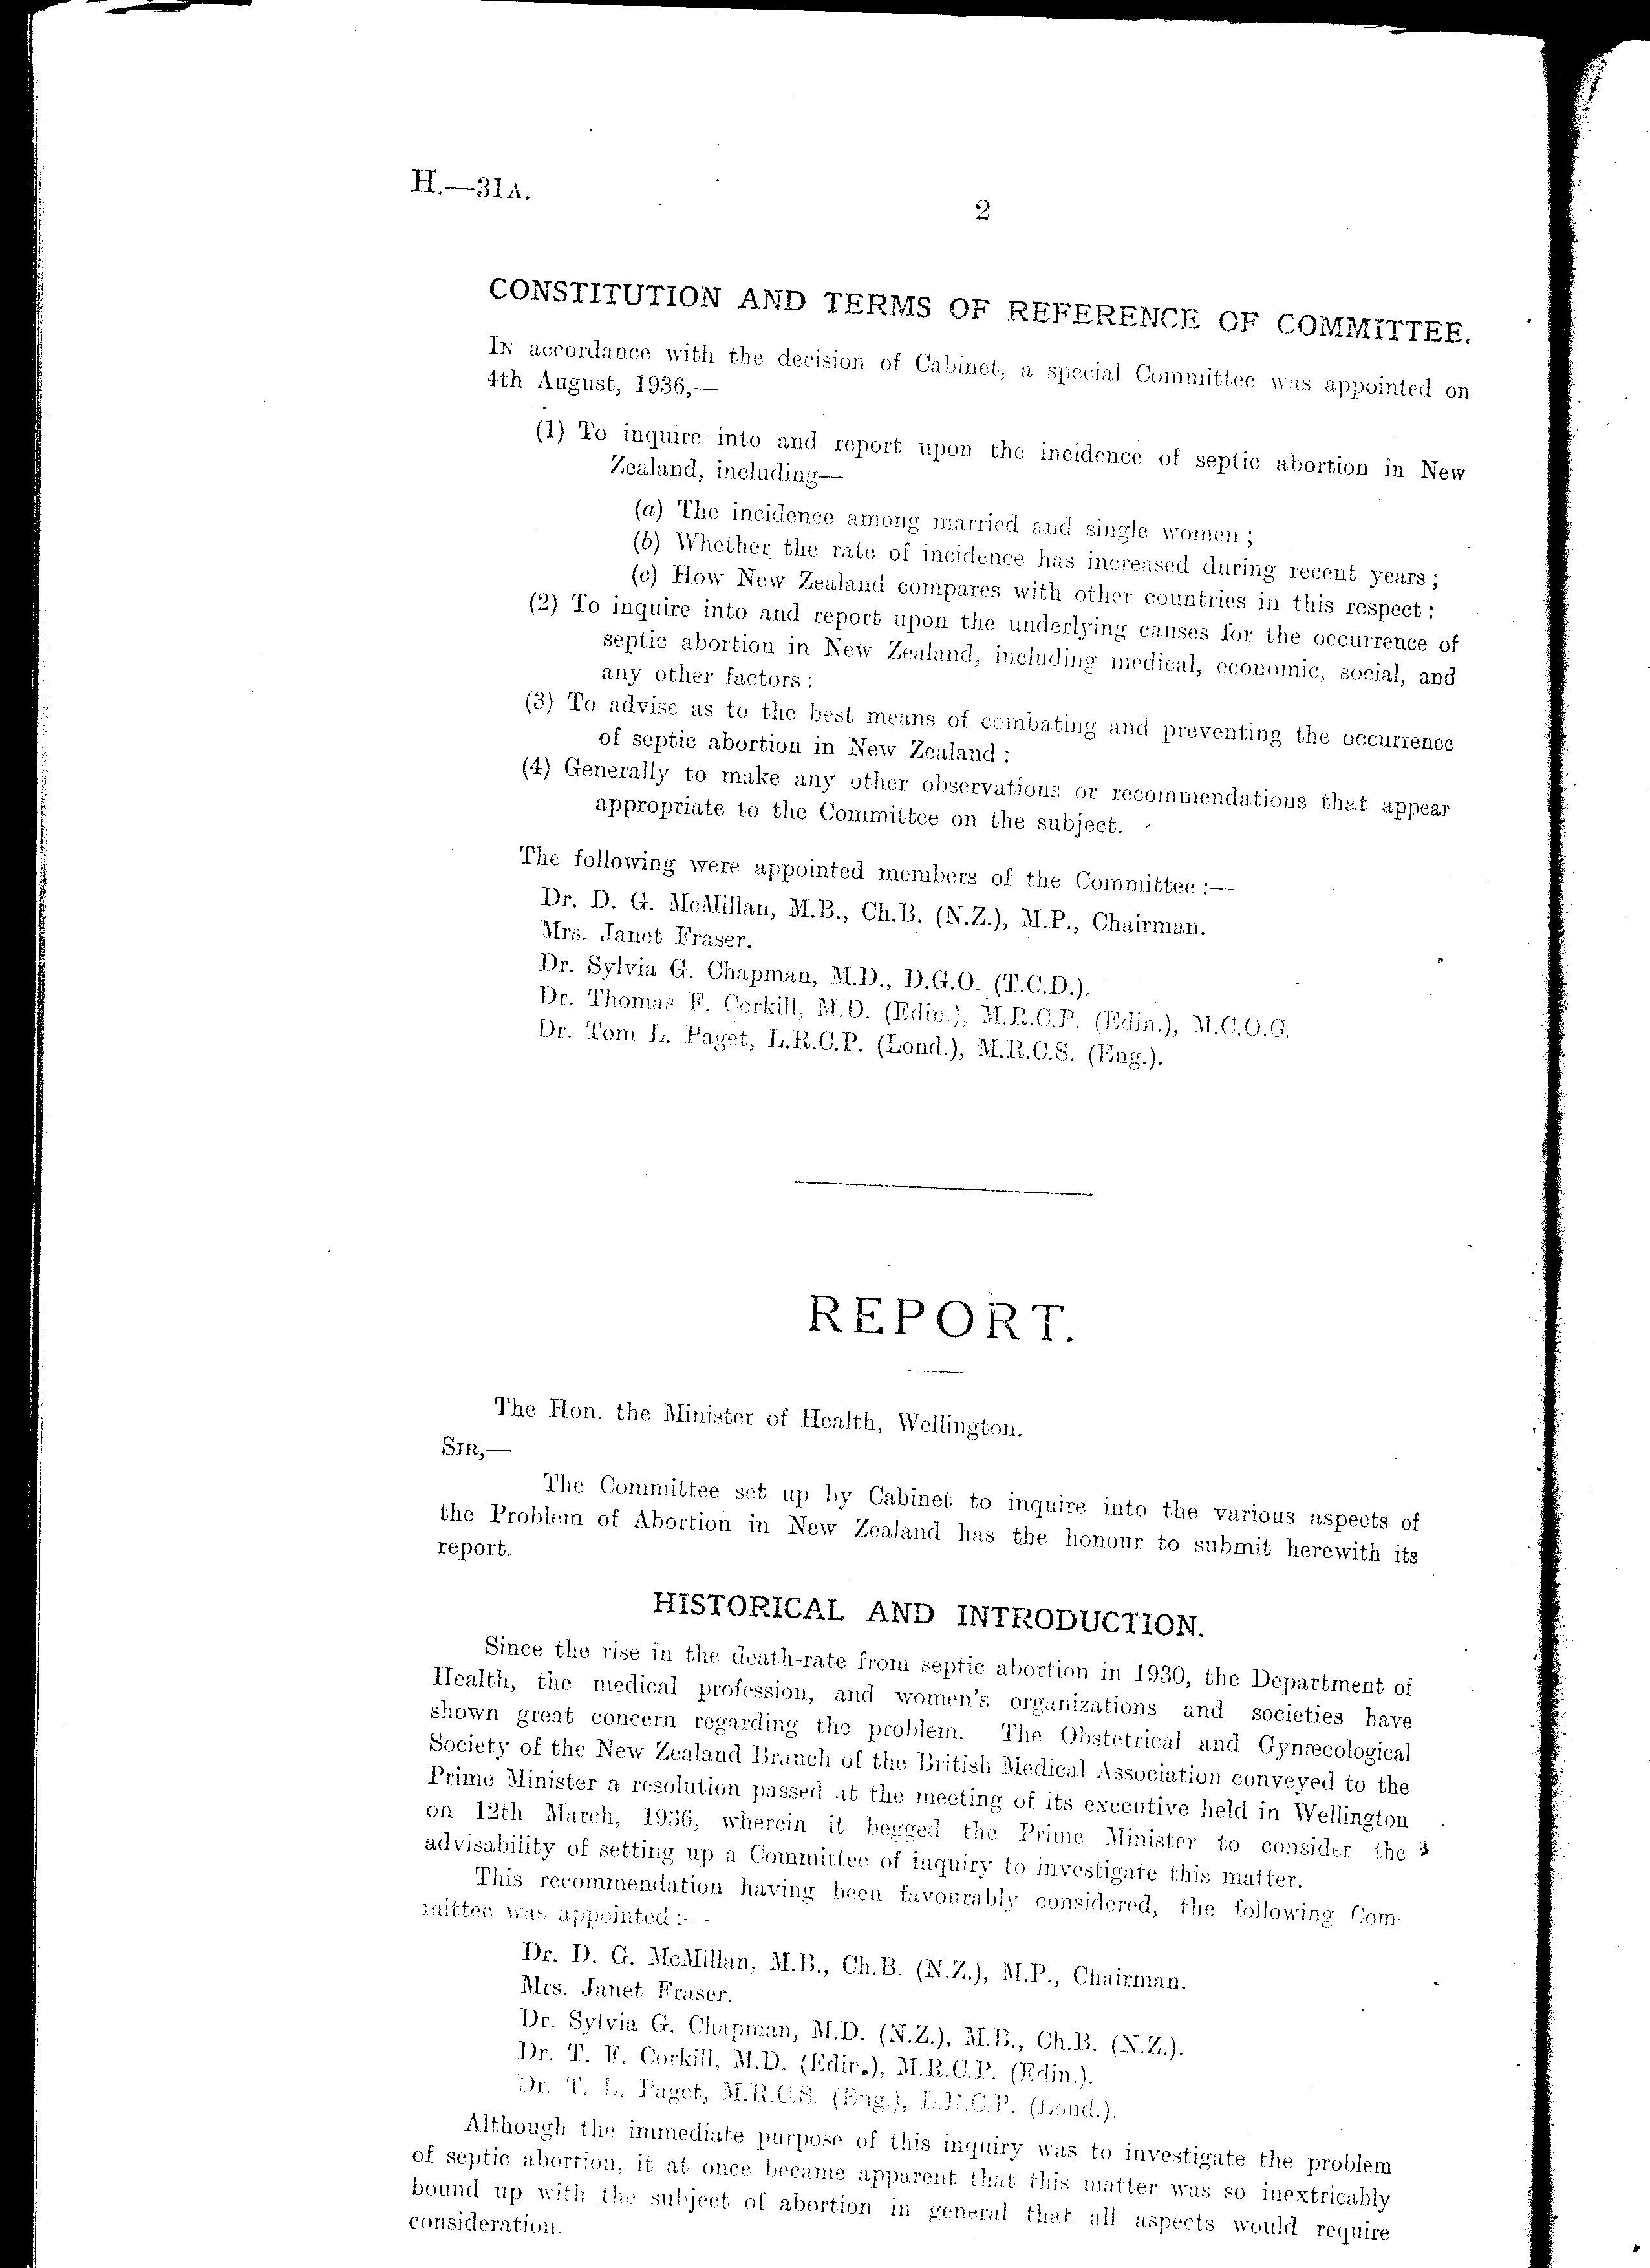 H.—31A.
2
CONSTITUTION AND TERMS OF REFERENCE OF COMMITTEE.
IN accordance with the decision of Cabinet, a special Committee was appointed on
4th August, 1936,—
(1) To inquire into and report upon the incidence of septic abortion in New
Zealand, including—
(a) The incidence among married and single women ;
(b) Whether the rate of incidence has increased during recent years ;
(c) How New Zealand compares with other countries in this respect :
(2) To inquire into and report upon the underlying causes for the occurrence of
septic abortion in New Zealand, including medical, economic, social, and
any other factors :
(3) To advise as to the best means of combating and preventing the occurrence
of septic abortion in New Zealand :
(4) Generally to make any other observations or recommendations that appear
appropriate to the Committee on the subject.
The following were appointed members of the Committee :—
Dr. D. G. McMillan, M.B., Ch.B. (N.Z.), M.P., Chairman.
Mrs. Janet Fraser.
Dr. Sylvia G. Chapman, M.D., D.G.O. (T.C.D.).
Dr. Thomas F. Corkill, M.D. (Edin.), M.R.C.P. (Edin.), M.C.O.G.
Dr. Tom L. Paget, L.R.C.P. (Lond.), M.R.C.S. (Eng.).
REPORT.
The Hon. the Minister of Health, Wellington.
SIR,—
The Committee set up by Cabinet to inquire into the various aspects of
the Problem of Abortion in New Zealand has the honour to submit herewith its
report.
HISTORICAL AND INTRODUCTION.
Since the rise in the death-rate from septic abortion in 1930, the Department of
Health, the medical profession, and women's organizations and societies have
shown great concern regarding the problem. The Obstetrical and Gynæcological
Society of the New Zealand Branch of the British Medical Association conveyed to the
Prime Minister a resolution passed at the meeting of its executive held in Wellington
on 12th March, 1936, wherein it begged the Prime Minister to consider the
advisability of setting up a Committee of inquiry to investigate this matter.
This recommendation having been favourably considered, the following Com-
mittee was appointed :—
Dr. D. G. McMillan, M.B., Ch.B. (N.Z.), M.P., Chairman.
Mrs. Janet Fraser.
Dr. Sylvia G. Chapman, M.D. (N.Z.), M.B., Ch.B. (N.Z.).
Dr. T. F. Corkill, M.D. (Edin.), M.R.C.P. (Edin.).
Dr. T. L. Paget, M.R.C.S. (Eng.), L.R.C.P. (Lond.).
Although the immediate purpose of this inquiry was to investigate the problem
of septic abortion, it at once became apparent that this matter was so inextricably
bound up with the subject of abortion in general that all aspects would require
consideration.